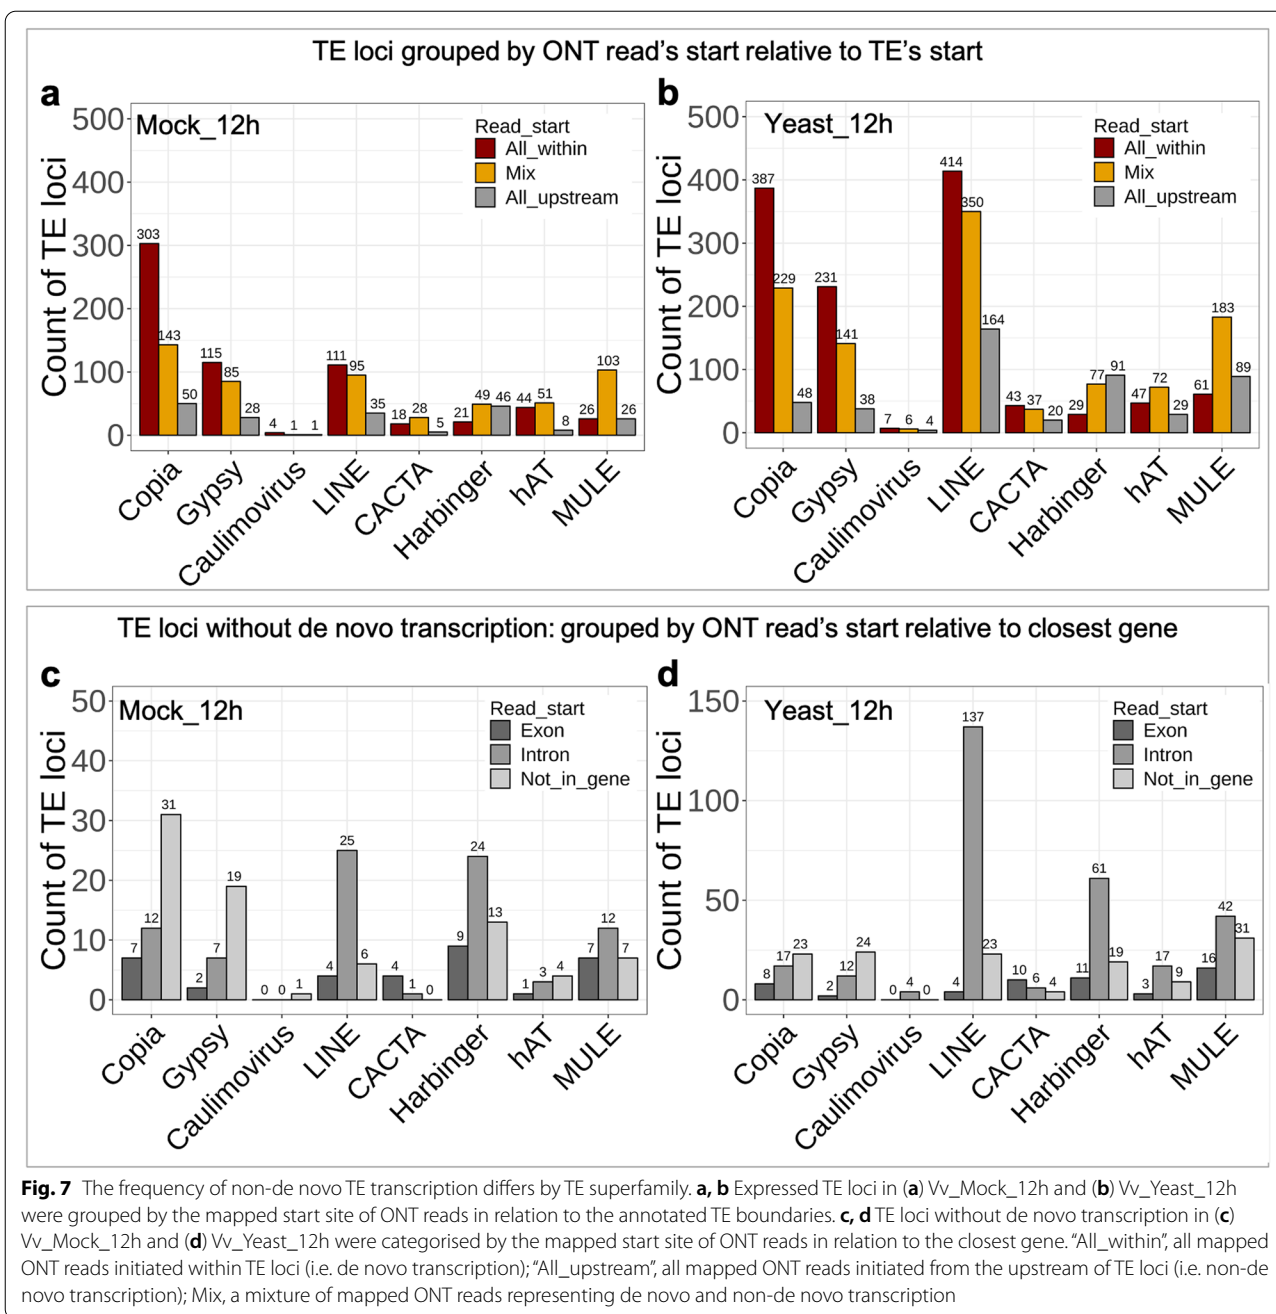 TE loci grouped by ONT read's start relative to TE's start
a
Mock_12h
Count of TE loci
500
400
300
200
100
0
Read_start
All_within
Mix
All_upstream
303
143
50
115
85
28
4
1
1
111
95
35
18
28
5
21
49
46
44
51
8
26
103
26
Copia
Gypsy
Caulimovirus
LINE
CACTA
Harbinger
hAT
MULE
b
Yeast_12h
Count of TE loci
500
400
300
200
100
0
Read_start
All_within
Mix
All_upstream
387
229
48
231
141
38
7
6
4
414
350
164
43
37
20
29
77
91
47
72
29
61
183
89
Copia
Gypsy
Caulimovirus
LINE
CACTA
Harbinger
hAT
MULE
TE loci without de novo transcription: grouped by ONT read's start relative to closest gene
c
Mock_12h
Count of TE loci
50
40
30
20
10
0
Read_start
Exon
Intron
Not_in_gene
7
12
31
2
7
19
0
0
1
4
25
6
4
1
0
9
24
13
1
3
4
7
12
7
Copia
Gypsy
Caulimovirus
LINE
CACTA
Harbinger
hAT
MULE
d
Yeast_12h
Count of TE loci
150
100
50
0
Read_start
Exon
Intron
Not_in_gene
8
17
23
2
12
24
0
4
0
4
137
23
10
6
4
11
61
19
3
17
9
16
42
31
Copia
Gypsy
Caulimovirus
LINE
CACTA
Harbinger
hAT
MULE
Fig. 7 The frequency of non-de novo TE transcription differs by TE superfamily. a, b Expressed TE loci in (a) Vv_Mock_12h and (b) Vv_Yeast_12h
were grouped by the mapped start site of ONT reads in relation to the annotated TE boundaries. c, d TE loci without de novo transcription in (c)
Vv_Mock_12h and (d) Vv_Yeast_12h were categorised by the mapped start site of ONT reads in relation to the closest gene. “All_within”, all mapped
ONT reads initiated within TE loci (i.e. de novo transcription); “All_upstream”, all mapped ONT reads initiated from the upstream of TE loci (i.e. non-de
novo transcription); Mix, a mixture of mapped ONT reads representing de novo and non-de novo transcription